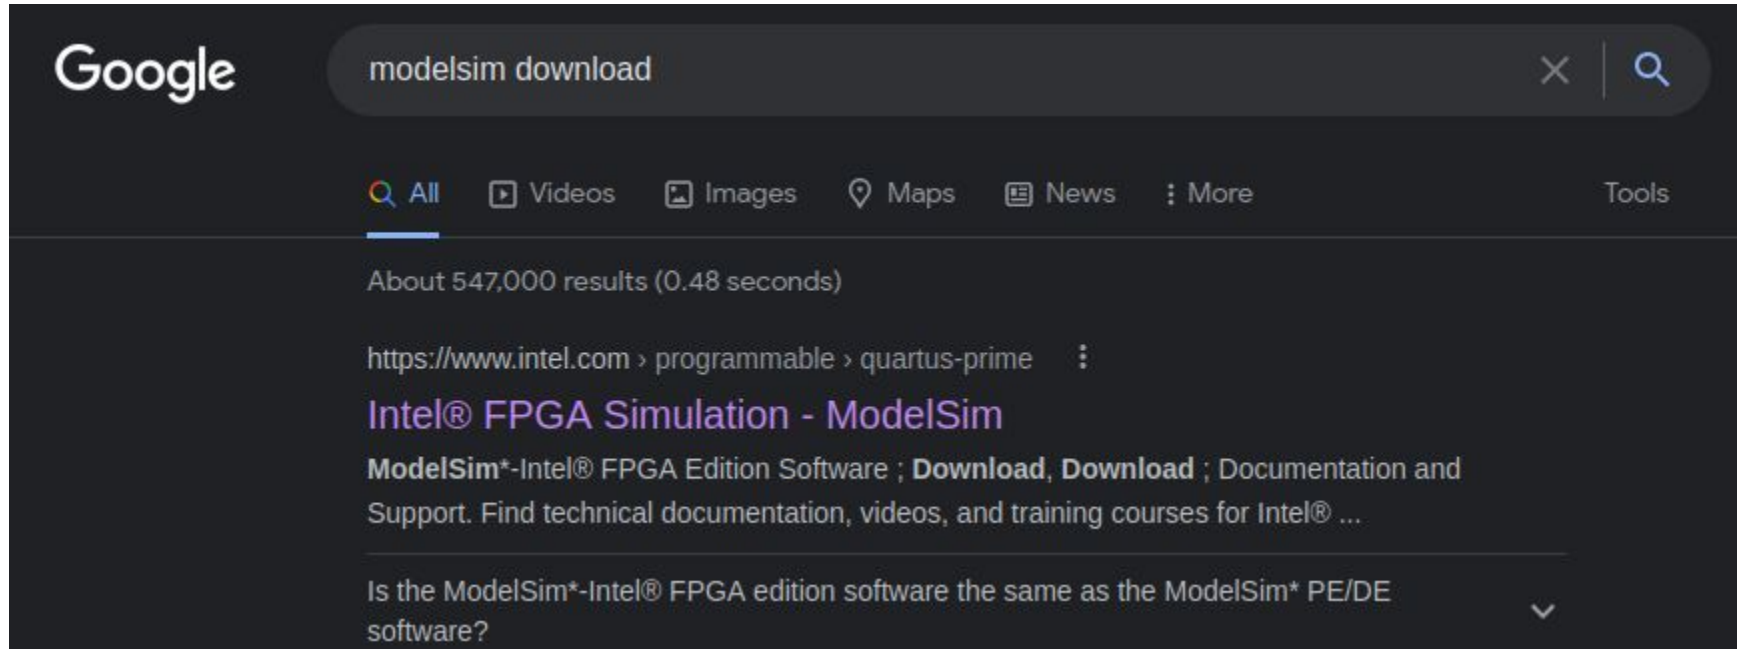 Google
modelsim download
All Videos Images Maps News More Tools
About 547,000 results (0.48 seconds)
https://www.intel.com › programmable › quartus-prime
Intel® FPGA Simulation - ModelSim
ModelSim*-Intel® FPGA Edition Software ; Download, Download ; Documentation and
Support. Find technical documentation, videos, and training courses for Intel® ...
Is the ModelSim*-Intel® FPGA edition software the same as the ModelSim* PE/DE
software?